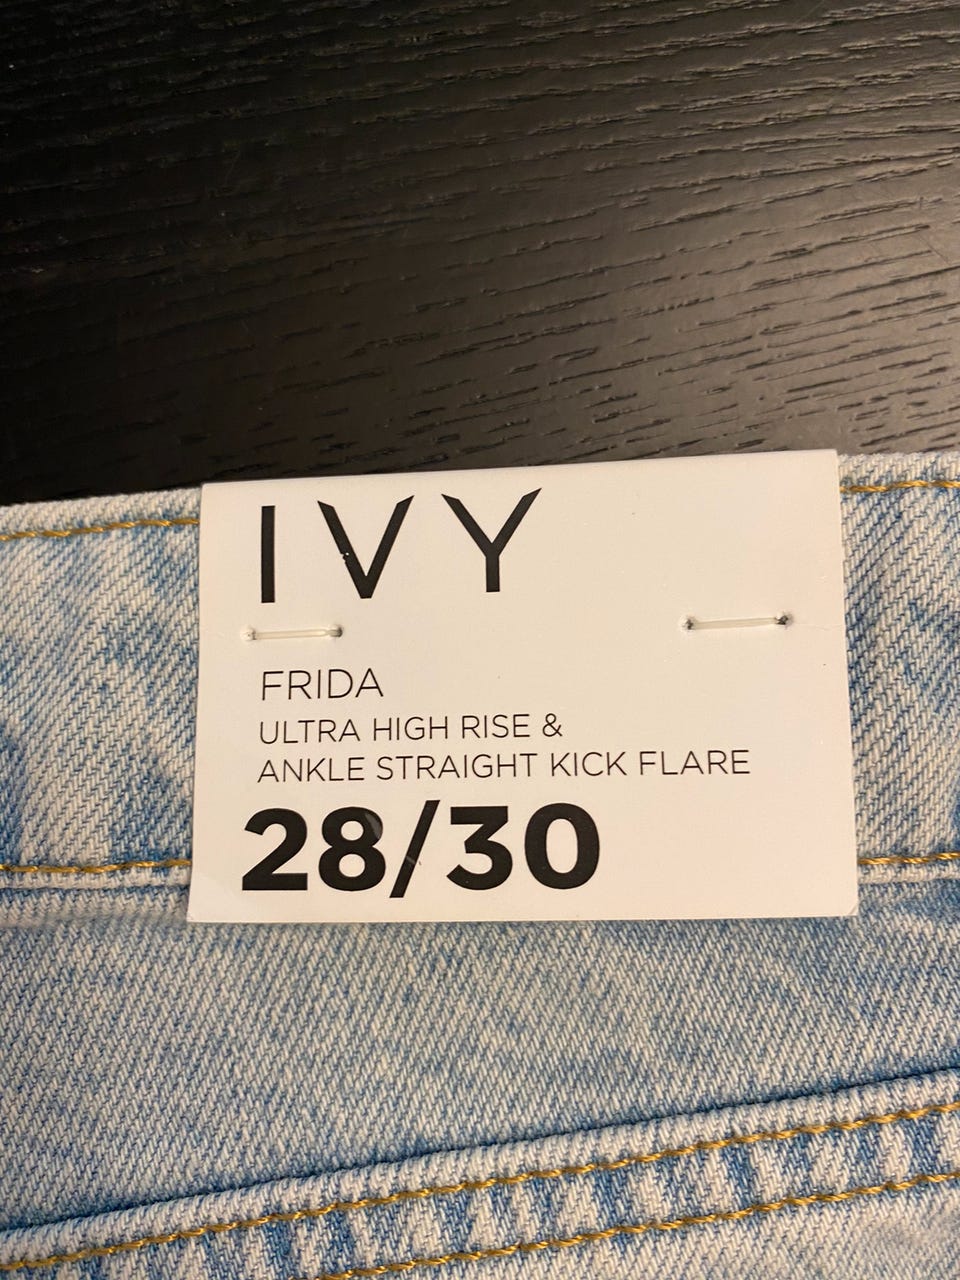 IVY
FRIDA
ULTRA HIGH RISE &
ANKLE STRAIGHT KICK FLARE
28/30